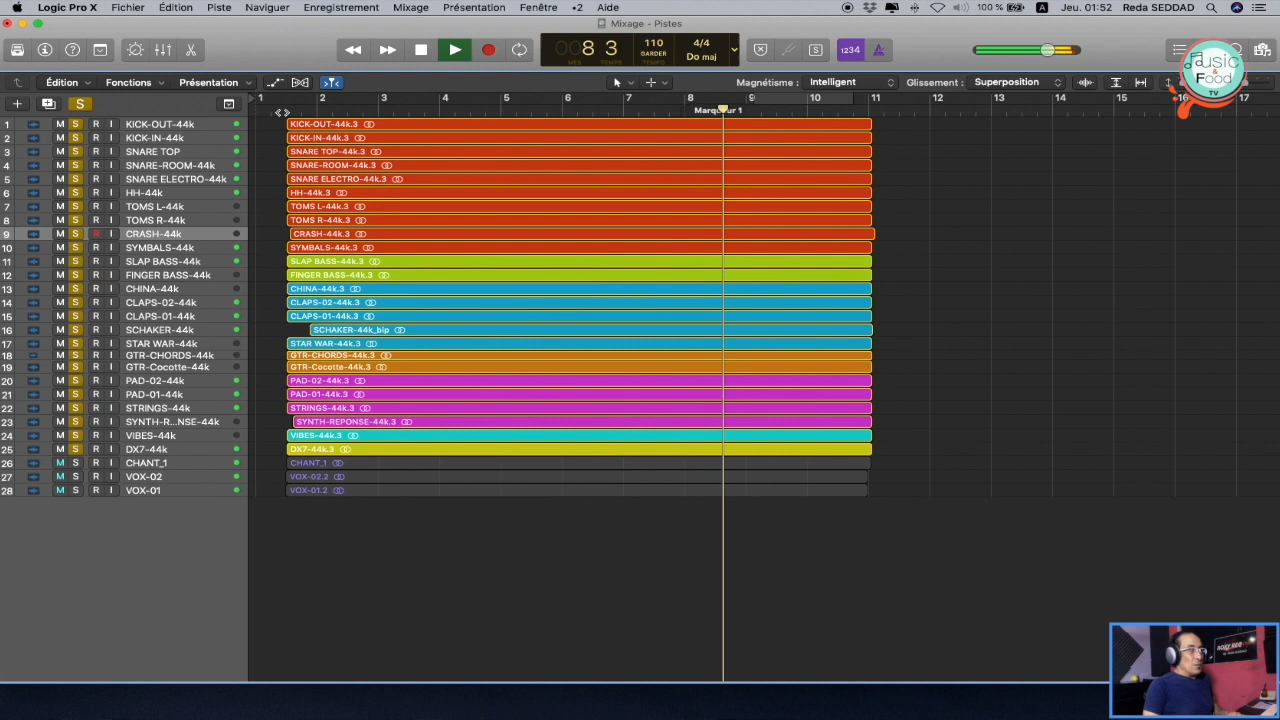 Logic Pro X Fichier Édition Piste Naviguer Enregistrement Mixage Présentation Fenêtre •2 Aide 100 % A Jeu. 01:52 Reda SEDDAD
Mixage - Pistes
008 3 110 4/4
MES TEMPS GARDER Do maj
TEMPO
S 1234
Édition Fonctions Présentation Magnétisme : Intelligent Glissement : Superposition
Music & Food TV
S 1 2 3 4 5 6 7 8 9 10 11 12 13 14 15 16 17
Marqueur 1
1 M S R I KICK-OUT-44k KICK-OUT-44k.3
2 M S R I KICK-IN-44k KICK-IN-44k.3
3 M S R I SNARE TOP SNARE TOP-44k.3
4 M S R I SNARE-ROOM-44k SNARE-ROOM-44k.3
5 M S R I SNARE ELECTRO-44k SNARE ELECTRO-44k.3
6 M S R I HH-44k HH-44k.3
7 M S R I TOMS L-44k TOMS L-44k.3
8 M S R I TOMS R-44k TOMS R-44k.3
9 M S R I CRASH-44k CRASH-44k.3
10 M S R I SYMBALS-44k SYMBALS-44k.3
11 M S R I SLAP BASS-44k SLAP BASS-44k.3
12 M S R I FINGER BASS-44k FINGER BASS-44k.3
13 M S R I CHINA-44k CHINA-44k.3
14 M S R I CLAPS-02-44k CLAPS-02-44k.3
15 M S R I CLAPS-01-44k CLAPS-01-44k.3
16 M S R I SCHAKER-44k SCHAKER-44k_bip
17 M S R I STAR WAR-44k STAR WAR-44k.3
18 M S R I GTR-CHORDS-44k GTR-CHORDS-44k.3
19 M S R I GTR-Cocotte-44k GTR-Cocotte-44k.3
20 M S R I PAD-02-44k PAD-02-44k.3
21 M S R I PAD-01-44k PAD-01-44k.3
22 M S R I STRINGS-44k STRINGS-44k.3
23 M S R I SYNTH-R...NSE-44k SYNTH-REPONSE-44k.3
24 M S R I VIBES-44k VIBES-44k.3
25 M S R I DX7-44k DX7-44k.3
26 M S R I CHANT_1 CHANT_1
27 M S R I VOX-02 VOX-02.2
28 M S R I VOX-01 VOX-01.2